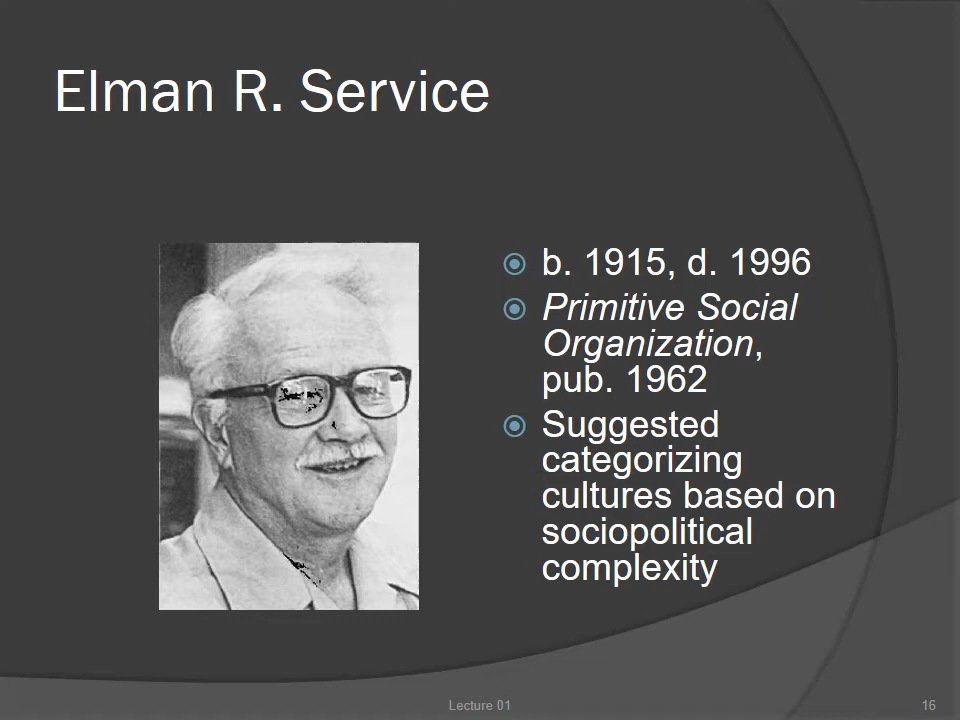 Elman R. Service
b. 1915, d. 1996
Primitive Social
Organization,
pub. 1962
Suggested
categorizing
cultures based on
sociopolitical
complexity
Lecture 01
16